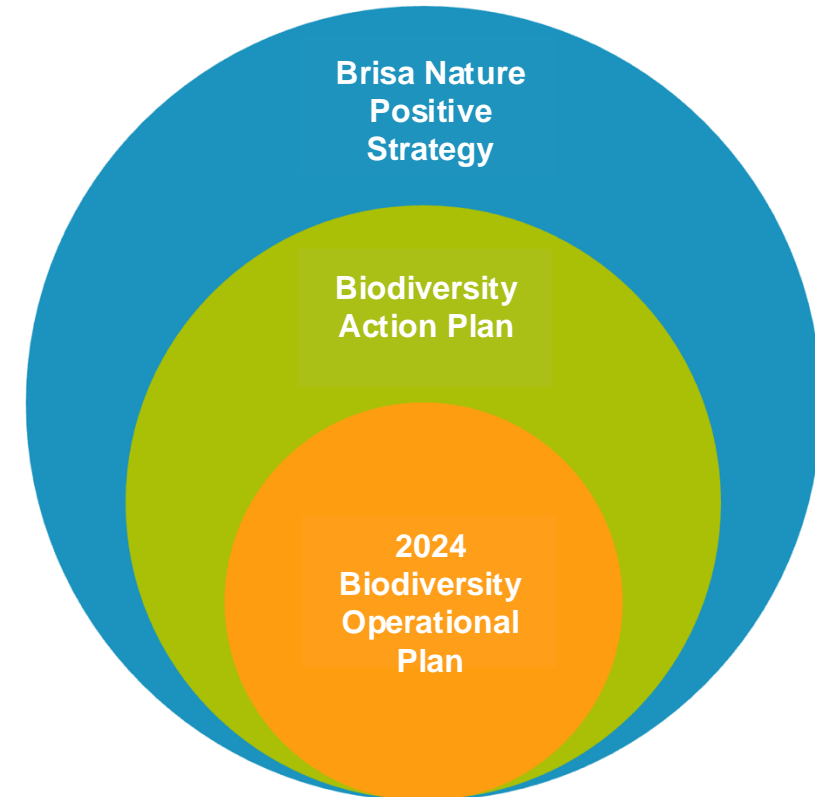 Brisa Nature
Positive
Strategy
Biodiversity
Action Plan
2024
Biodiversity
Operational
Plan